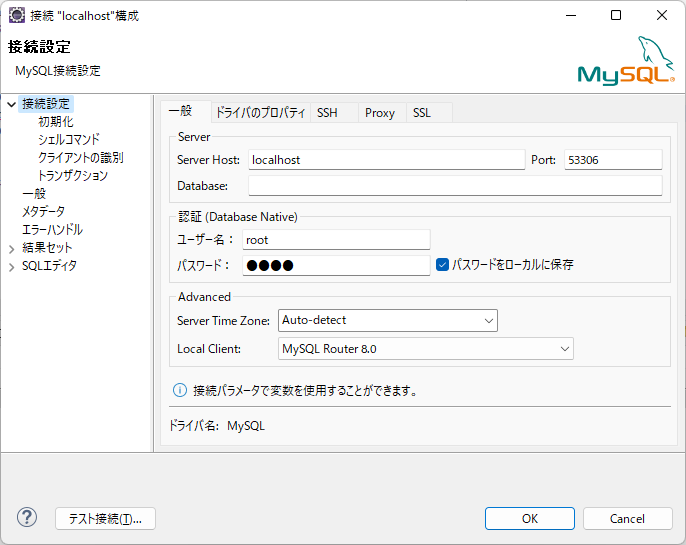 接続 "localhost"構成
接続設定
MySQL接続設定
MySQL®
接続設定
初期化
シェルコマンド
クライアントの識別
トランザクション
一般
メタデータ
エラーハンドル
結果セット
SQLエディタ
一般 ドライバのプロパティ SSH Proxy SSL
Server
Server Host: localhost Port: 53306
Database:
認証 (Database Native)
ユーザー名： root
パスワード： ●●●● パスワードをローカルに保存
Advanced
Server Time Zone: Auto-detect
Local Client: MySQL Router 8.0
接続パラメータで変数を使用することができます。
ドライバ名: MySQL
テスト接続(T)... OK Cancel